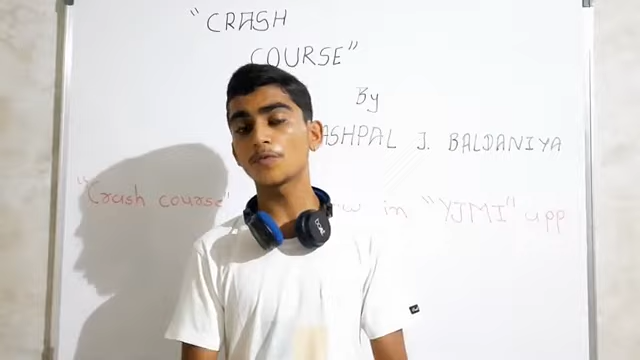 "CRASH
COURSE"
By
ASHPAL J. BALDANIYA
"Crash course" in "YJMI" app